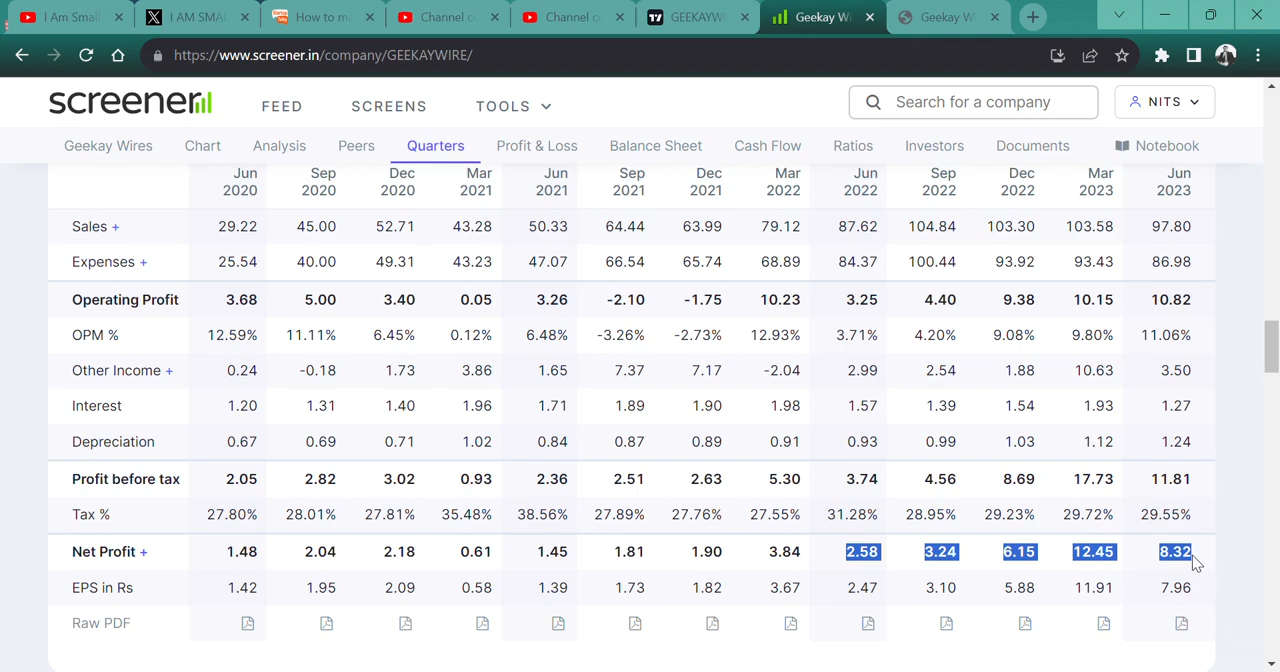 I Am Small
I AM SMA
How to m
Channel c
Channel c
GEEKAYWI
Geekay Wi
Geekay Wi
https://www.screener.in/company/GEEKAYWIRE/
screener
FEED SCREENS TOOLS
Search for a company
NITS
Geekay Wires Chart Analysis Peers Quarters Profit & Loss Balance Sheet Cash Flow Ratios Investors Documents Notebook
Jun 2020 Sep 2020 Dec 2020 Mar 2021 Jun 2021 Sep 2021 Dec 2021 Mar 2022 Jun 2022 Sep 2022 Dec 2022 Mar 2023 Jun 2023
Sales + 29.22 45.00 52.71 43.28 50.33 64.44 63.99 79.12 87.62 104.84 103.30 103.58 97.80
Expenses + 25.54 40.00 49.31 43.23 47.07 66.54 65.74 68.89 84.37 100.44 93.92 93.43 86.98
Operating Profit 3.68 5.00 3.40 0.05 3.26 -2.10 -1.75 10.23 3.25 4.40 9.38 10.15 10.82
OPM % 12.59% 11.11% 6.45% 0.12% 6.48% -3.26% -2.73% 12.93% 3.71% 4.20% 9.08% 9.80% 11.06%
Other Income + 0.24 -0.18 1.73 3.86 1.65 7.37 7.17 -2.04 2.99 2.54 1.88 10.63 3.50
Interest 1.20 1.31 1.40 1.96 1.71 1.89 1.90 1.98 1.57 1.39 1.54 1.93 1.27
Depreciation 0.67 0.69 0.71 1.02 0.84 0.87 0.89 0.91 0.93 0.99 1.03 1.12 1.24
Profit before tax 2.05 2.82 3.02 0.93 2.36 2.51 2.63 5.30 3.74 4.56 8.69 17.73 11.81
Tax % 27.80% 28.01% 27.81% 35.48% 38.56% 27.89% 27.76% 27.55% 31.28% 28.95% 29.23% 29.72% 29.55%
Net Profit + 1.48 2.04 2.18 0.61 1.45 1.81 1.90 3.84 2.58 3.24 6.15 12.45 8.32
EPS in Rs 1.42 1.95 2.09 0.58 1.39 1.73 1.82 3.67 2.47 3.10 5.88 11.91 7.96
Raw PDF